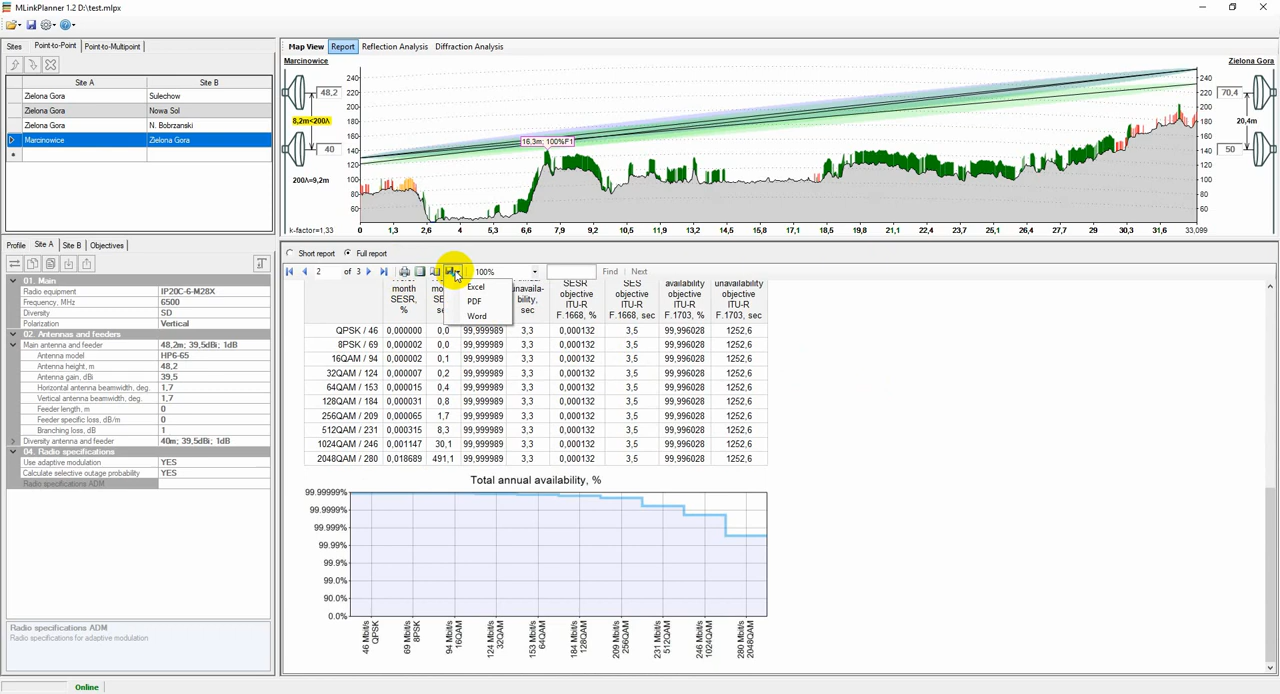 MLinkPlanner 1.2 D:\test.mlpx
Sites Point-to-Point Point-to-Multipoint
Site A Site B
Zielona Gora Sulechow
Zielona Gora Nowa Sol
Zielona Gora N. Bobrzanski
Marcinowice Zielona Gora
Map View Report Reflection Analysis Diffraction Analysis
Marcinowice Zielona Gora
240 220 200 180 160 140 120 100 80 60
48,2
8,2m<200Λ
40
200Λ=9,2m
16,3m; 100%F1
240 220 200 180 160 140 120 100 80 60
70,4
20,4m
50
k-factor=1,33
0 1,3 2,6 4 5,3 6,6 7,9 9,2 10,5 11,9 13,2 14,5 15,8 17,1 18,4 19,8 21,1 22,4 23,7 25 26,4 27,7 29 30,3 31,6 33,099
Profile Site A Site B Objectives
01. Main
Radio equipment IP20C-6-M28X
Frequency, MHz 6500
Diversity SD
Polarization Vertical
02. Antennas and feeders
Main antenna and feeder 48,2m; 39,5dBi; 1dB
Antenna model HP6-65
Antenna height, m 48,2
Antenna gain, dBi 39,5
Horizontal antenna beamwidth, deg. 1,7
Vertical antenna beamwidth, deg. 1,7
Feeder length, m 0
Feeder specific loss, dB/m 0
Branching loss, dB 1
Diversity antenna and feeder 40m; 39,5dBi; 1dB
04. Radio specifications
Use adaptive modulation YES
Calculate selective outage probability YES
Radio specifications ADM
Radio specifications ADM
Radio specifications for adaptive modulation
Online
Short report Full report
2 of 3 100% Find Next
Excel
PDF
Word
month SESR, %
unavaila- bility, sec
SESR objective ITU-R F.1668, %
SES objective ITU-R F.1668, sec
availability objective ITU-R F.1703, %
unavailability objective ITU-R F.1703, sec
QPSK / 46 0,000000 0,0 99,999989 3,3 0,000132 3,5 99,996028 1252,6
8PSK / 69 0,000002 0,0 99,999989 3,3 0,000132 3,5 99,996028 1252,6
16QAM / 94 0,000002 0,1 99,999989 3,3 0,000132 3,5 99,996028 1252,6
32QAM / 124 0,000007 0,2 99,999989 3,3 0,000132 3,5 99,996028 1252,6
64QAM / 153 0,000015 0,4 99,999989 3,3 0,000132 3,5 99,996028 1252,6
128QAM / 184 0,000031 0,8 99,999989 3,3 0,000132 3,5 99,996028 1252,6
256QAM / 209 0,000065 1,7 99,999989 3,3 0,000132 3,5 99,996028 1252,6
512QAM / 231 0,000315 8,3 99,999989 3,3 0,000132 3,5 99,996028 1252,6
1024QAM / 246 0,001147 30,1 99,999989 3,3 0,000132 3,5 99,996028 1252,6
2048QAM / 280 0,018689 491,1 99,999989 3,3 0,000132 3,5 99,996028 1252,6
Total annual availability, %
99.99999%
99.9999%
99.999%
99.99%
99.9%
99.0%
90.0%
0.0%
46 Mbit/s QPSK
69 Mbit/s 8PSK
94 Mbit/s 16QAM
124 Mbit/s 32QAM
153 Mbit/s 64QAM
184 Mbit/s 128QAM
209 Mbit/s 256QAM
231 Mbit/s 512QAM
246 Mbit/s 1024QAM
280 Mbit/s 2048QAM